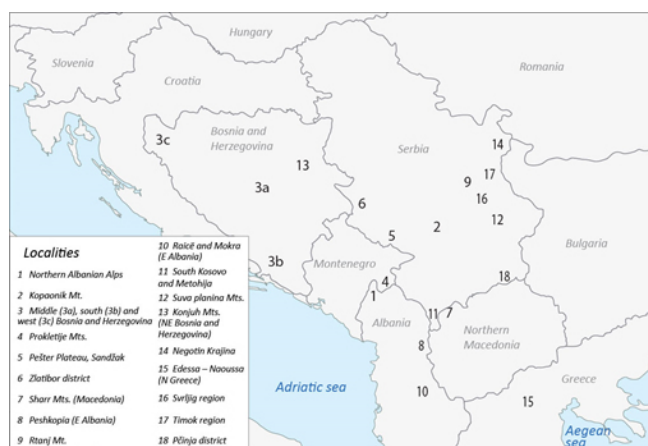 Hungary
Slovenia
Romania
Croatia
Bosnia and
Herzegovina
Serbia
3c
14
13
17
9
3a
16
6
12
2
5
Bulgaria
3b
Montenegro
18
4
1
Albania
11
7
Northern
Macedonia
8
10
15
Greece
Adriatic sea
Aegean
sea
Localities
1 Northern Albanian Alps
2 Kopaonik Mt.
3 Middle (3a), south (3b) and
west (3c) Bosnia and Herzegovina
4 Prokletije Mts.
5 Pešter Plateau, Sandžak
6 Zlatibor district
7 Sharr Mts. (Macedonia)
8 Peshkopia (E Albania)
9 Rtanj Mt.
10 Raicë and Mokra
(E Albania)
11 South Kosovo
and Metohija
12 Suva planina Mts.
13 Konjuh Mts.
(NE Bosnia and
Herzegovina)
14 Negotin Krajina
15 Edessa – Naoussa
(N Greece)
16 Svrljig region
17 Timok region
18 Pčinja district